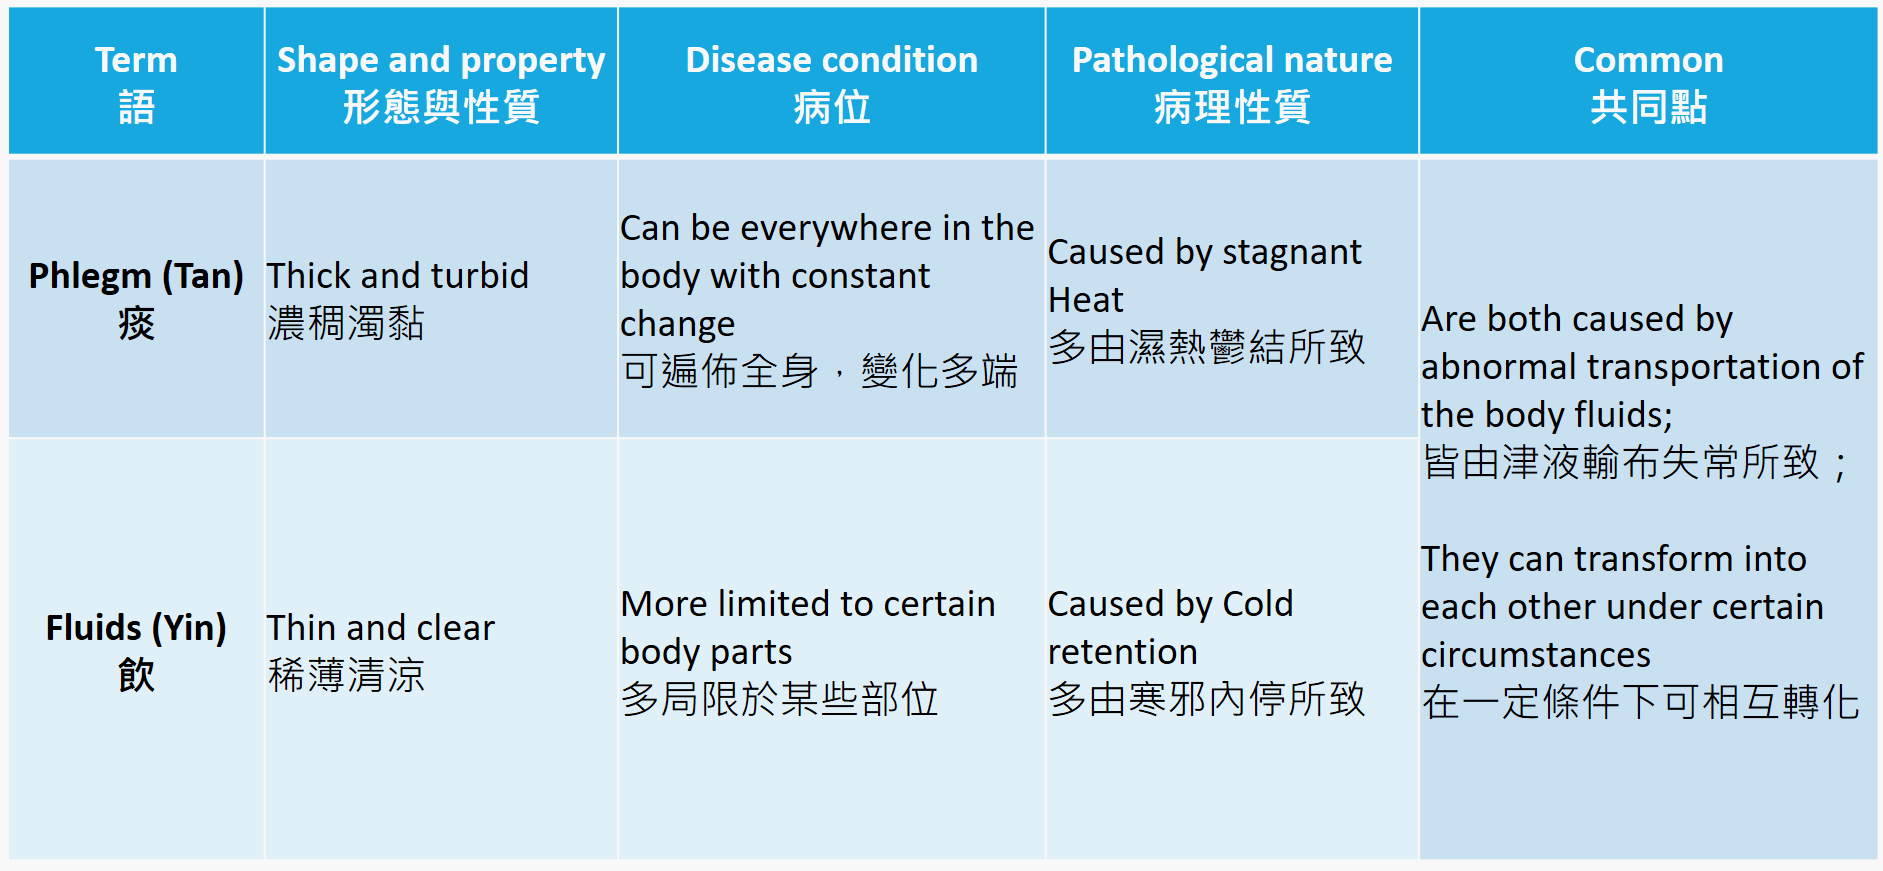 Term
語
Shape and property
形態與性質
Disease condition
病位
Pathological nature
病理性質
Common
共同點
Phlegm (Tan)
痰
Thick and turbid
濃稠濁黏
Can be everywhere in the
body with constant
change
可遍佈全身，變化多端
Caused by stagnant
Heat
多由濕熱鬱結所致
Are both caused by
abnormal transportation of
the body fluids;
皆由津液輸布失常所致；
They can transform into
each other under certain
circumstances
在一定條件下可相互轉化
Fluids (Yin)
飲
Thin and clear
稀薄清涼
More limited to certain
body parts
多局限於某些部位
Caused by Cold
retention
多由寒邪內停所致